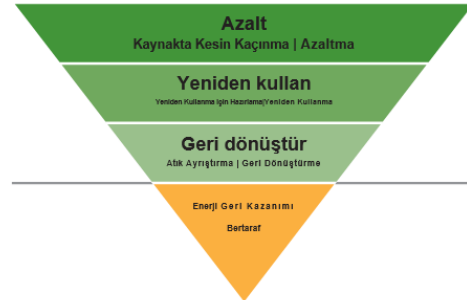 Azalt
Kaynakta Kesin Kaçınma | Azaltma
Yeniden kullan
Yeniden Kullanma için Hazırlama|Yeniden Kullanma
Geri dönüştür
Atık Ayrıştırma | Geri Dönüştürme
Enerji Geri Kazanımı
Bertaraf